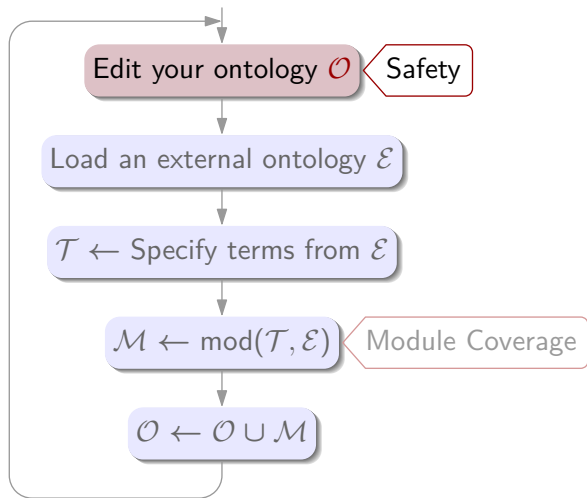 Edit your ontology 𝒪
Safety
Load an external ontology ℰ
𝒯 ← Specify terms from ℰ
ℳ ← mod(𝒯, ℰ)
Module Coverage
𝒪 ← 𝒪 ∪ ℳ